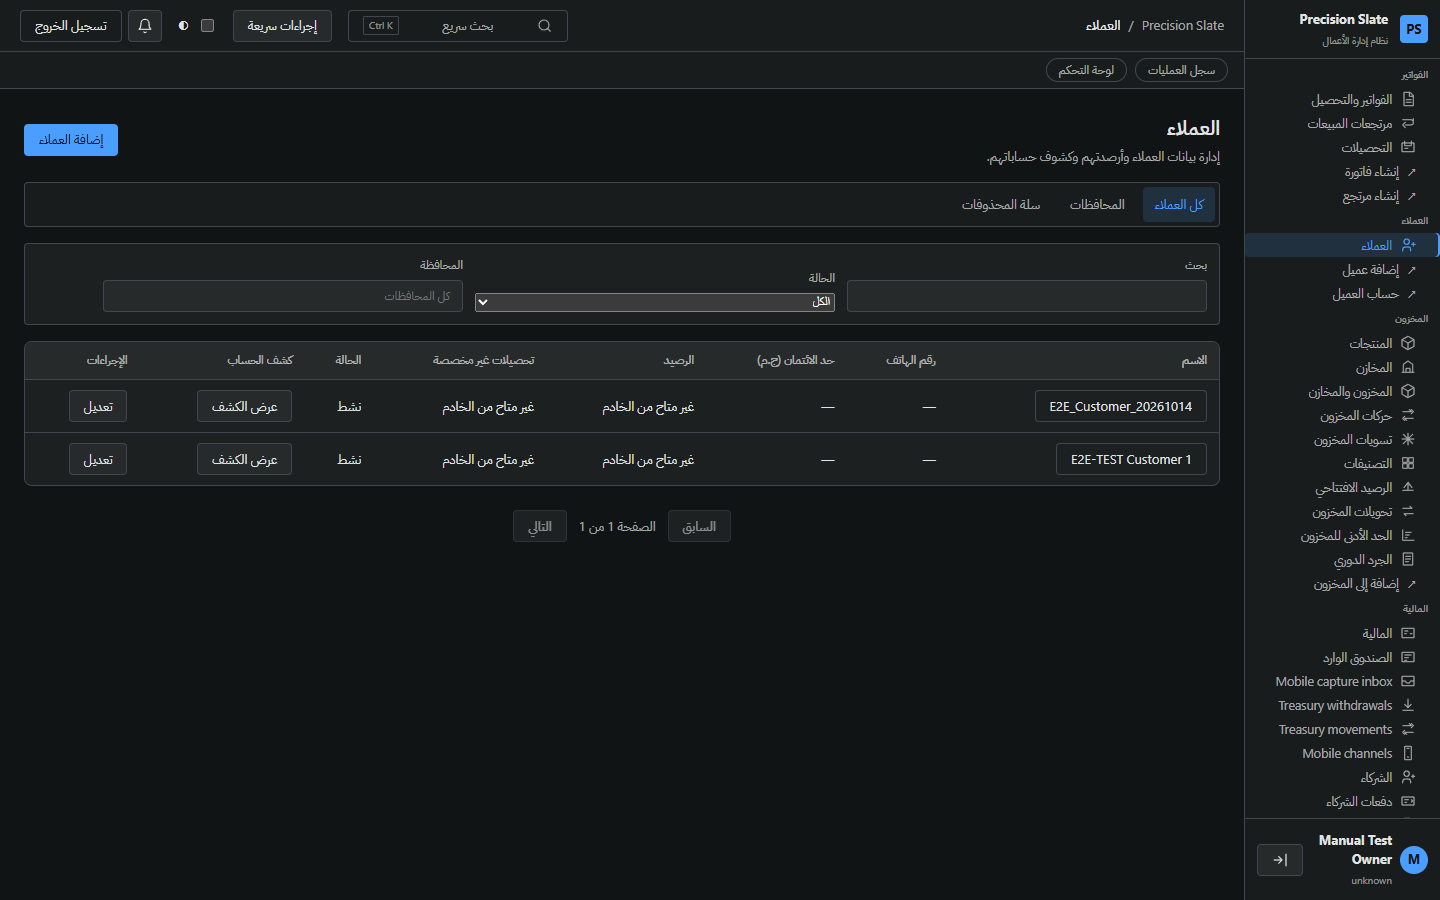 PS
Precision Slate
نظام إدارة الأعمال
الفواتير
الفواتير والتحصيل
مرتجعات المبيعات
التحصيلات
إنشاء فاتورة
إنشاء مرتجع
العملاء
العملاء
إضافة عميل
حساب العميل
المخزون
المنتجات
المخازن
المخزون والمخازن
حركات المخزون
تسويات المخزون
التصنيفات
الرصيد الافتتاحي
تحويلات المخزون
الحد الأدنى للمخزون
الجرد الدوري
إضافة إلى المخزون
المالية
المالية
الصندوق الوارد
Mobile capture inbox
Treasury withdrawals
Treasury movements
Mobile channels
الشركاء
دفعات الشركاء
M
Manual Test Owner
unknown
Precision Slate / العملاء
بحث سريع Ctrl K
إجراءات سريعة
تسجيل الخروج
سجل العمليات
لوحة التحكم
العملاء
إدارة بيانات العملاء وأرصدتهم وكشوف حساباتهم.
إضافة العملاء
كل العملاء
المحافظات
سلة المحذوفات
بحث
الحالة
الكل
المحافظة
كل المحافظات
الاسم رقم الهاتف حد الائتمان (ج.م) الرصيد تحصيلات غير مخصصة الحالة كشف الحساب الإجراءات
E2E_Customer_20261014 — — غير متاح من الخادم غير متاح من الخادم نشط عرض الكشف تعديل
E2E-TEST Customer 1 — — غير متاح من الخادم غير متاح من الخادم نشط عرض الكشف تعديل
السابق الصفحة 1 من 1 التالي